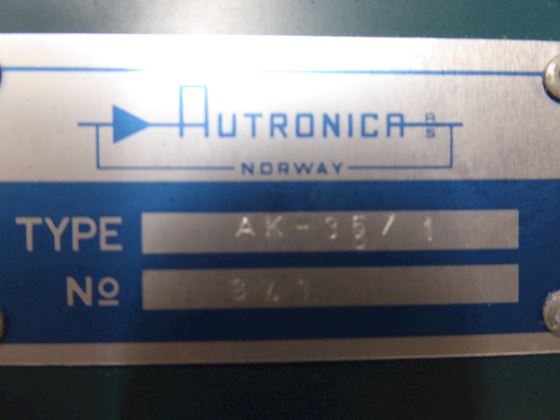 AUTRONICA A/S
NORWAY
TYPE AK-35/1
No 341